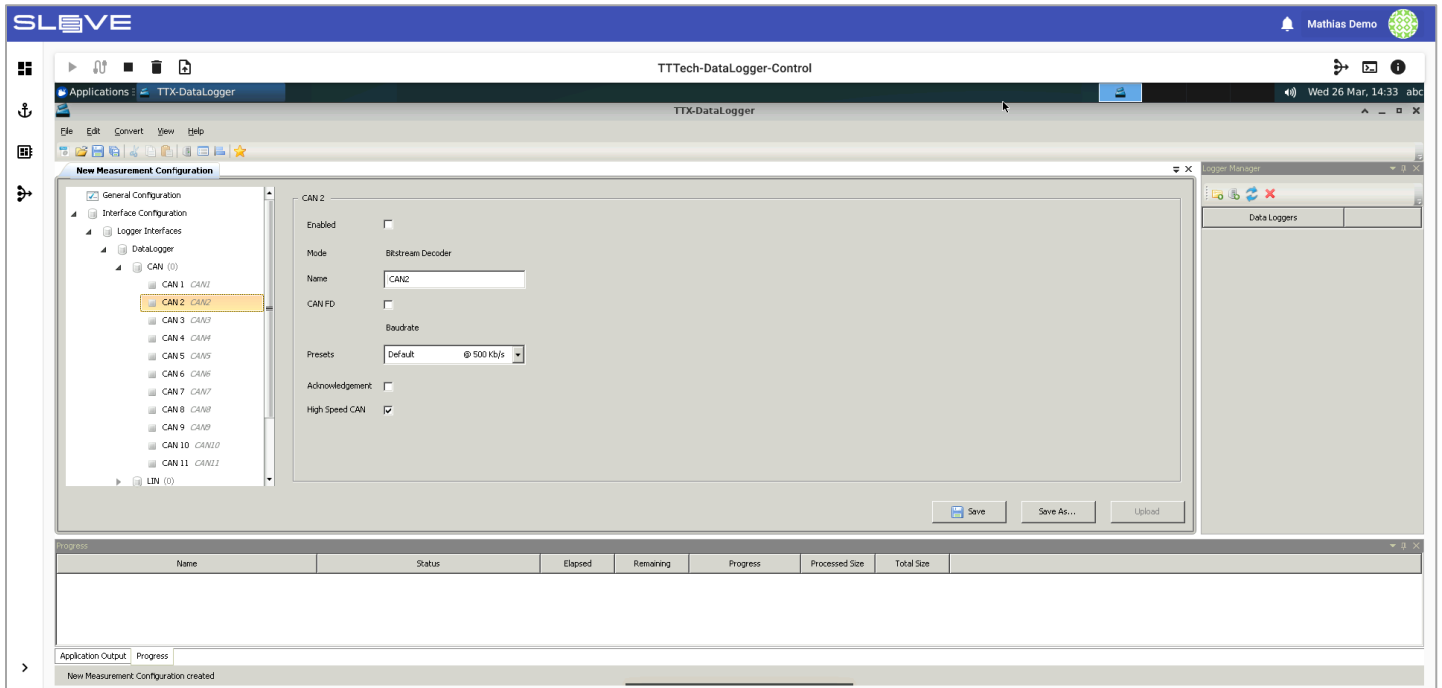 SLEVE
Mathias Demo
TTTech-DataLogger-Control
Applications : TTX-DataLogger
Wed 26 Mar, 14:33 abc
TTX-DataLogger
File Edit Convert View Help
New Measurement Configuration
General Configuration
Interface Configuration
Logger Interfaces
DataLogger
CAN (0)
CAN 1 CAN1
CAN 2 CAN2
CAN 3 CAN3
CAN 4 CAN4
CAN 5 CAN5
CAN 6 CAN6
CAN 7 CAN7
CAN 8 CAN8
CAN 9 CAN9
CAN 10 CAN10
CAN 11 CAN11
LIN (0)
CAN 2
Enabled
Mode Bitstream Decoder
Name CAN2
CAN FD
Baudrate
Presets Default @ 500 Kb/s
Acknowledgement
High Speed CAN
Save Save As... Upload
Logger Manager
Data Loggers
Progress
Name Status Elapsed Remaining Progress Processed Size Total Size
Application Output Progress
New Measurement Configuration created